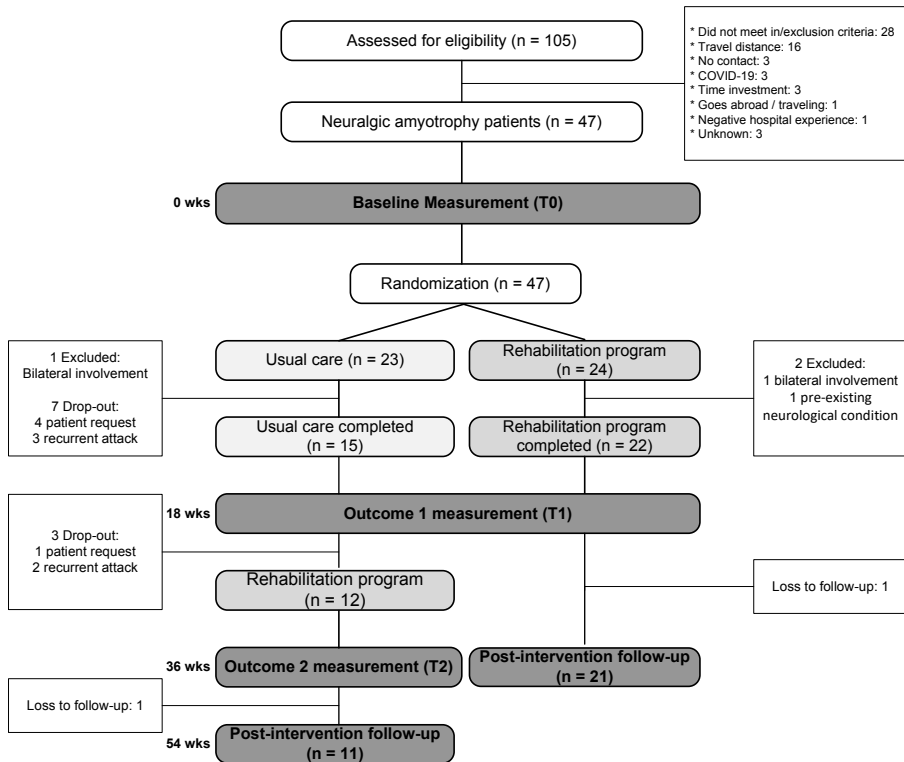 Assessed for eligibility (n = 105)
* Did not meet in/exclusion criteria: 28
* Travel distance: 16
* No contact: 3
* COVID-19: 3
* Time investment: 3
* Goes abroad / traveling: 1
* Negative hospital experience: 1
* Unknown: 3
Neuralgic amyotrophy patients (n = 47)
0 wks
Baseline Measurement (T0)
Randomization (n = 47)
1 Excluded:
Bilateral involvement
7 Drop-out:
4 patient request
3 recurrent attack
Usual care (n = 23)
Rehabilitation program
(n = 24)
2 Excluded:
1 bilateral involvement
1 pre-existing
neurological condition
Usual care completed
(n = 15)
Rehabilitation program
completed (n = 22)
18 wks
Outcome 1 measurement (T1)
3 Drop-out:
1 patient request
2 recurrent attack
Rehabilitation program
(n = 12)
Loss to follow-up: 1
36 wks
Outcome 2 measurement (T2)
Post-intervention follow-up
(n = 21)
Loss to follow-up: 1
54 wks
Post-intervention follow-up
(n = 11)